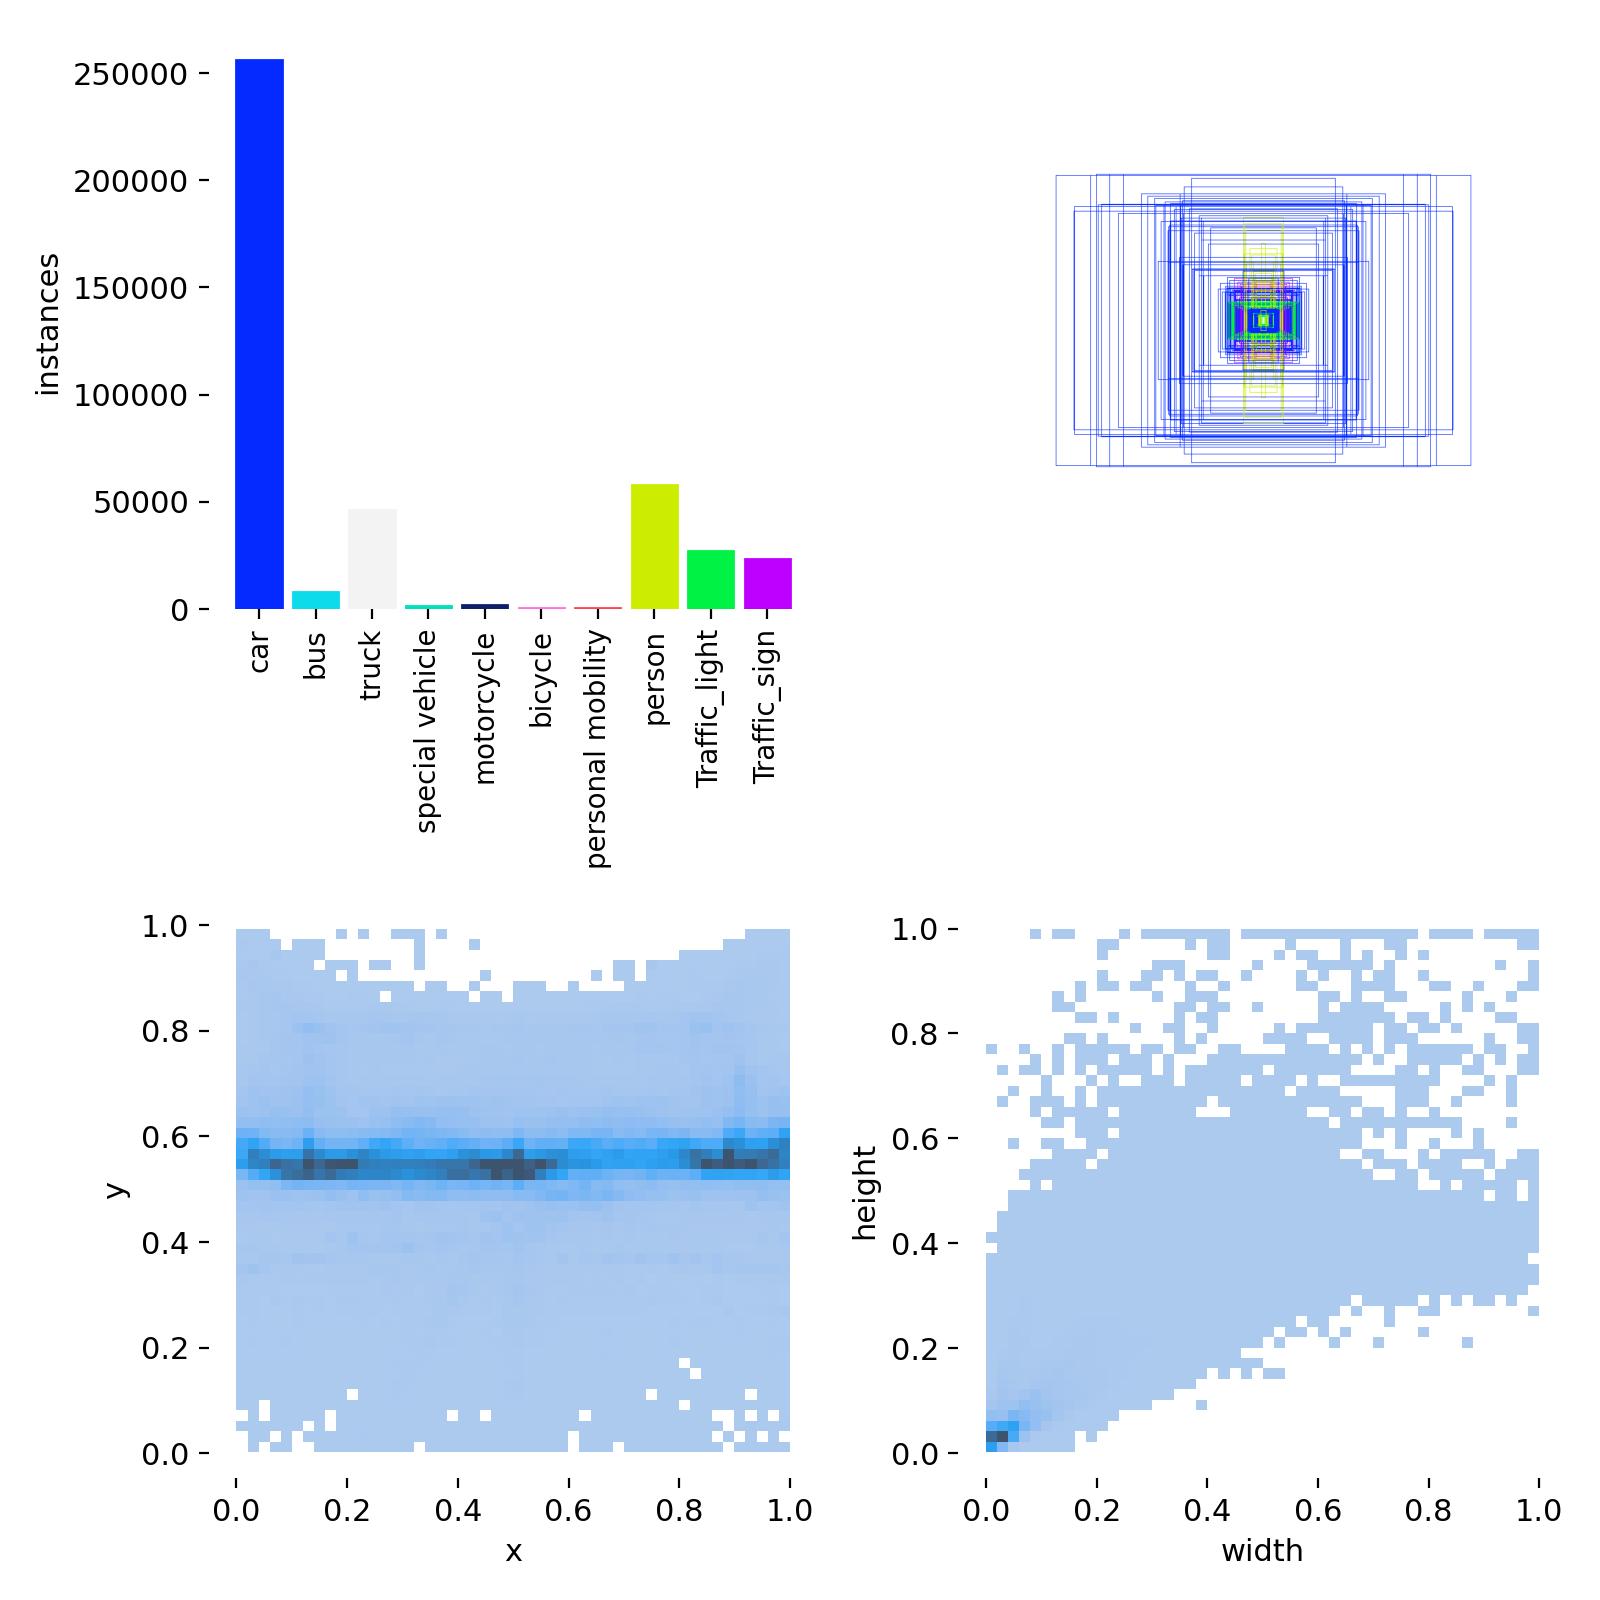 250000
200000
150000
100000
50000
0
instances
car
bus
truck
special vehicle
motorcycle
bicycle
personal mobility
person
Traffic_light
Traffic_sign
1.0
0.8
0.6
0.4
0.2
0.0
y
0.0 0.2 0.4 0.6 0.8 1.0
x
1.0
0.8
0.6
0.4
0.2
0.0
height
0.0 0.2 0.4 0.6 0.8 1.0
width